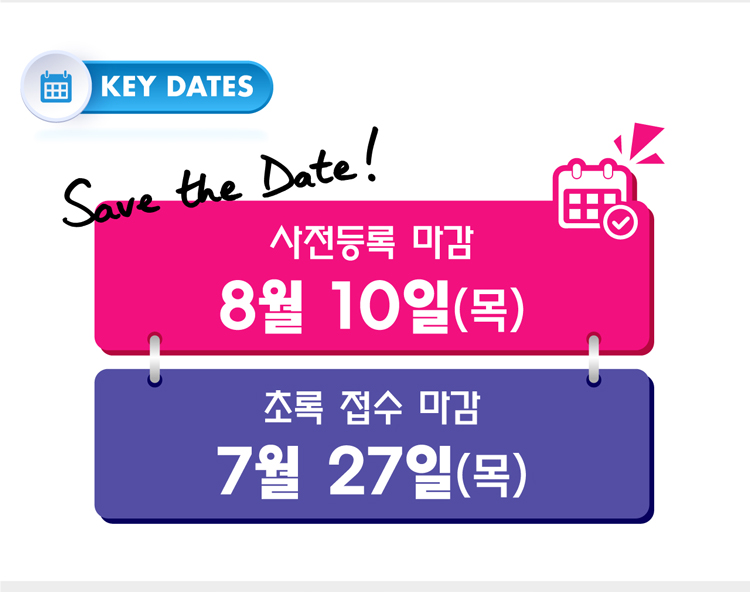 KEY DATES
Save the Date!
사전등록 마감
8월 10일(목)
초록 접수 마감
7월 27일(목)